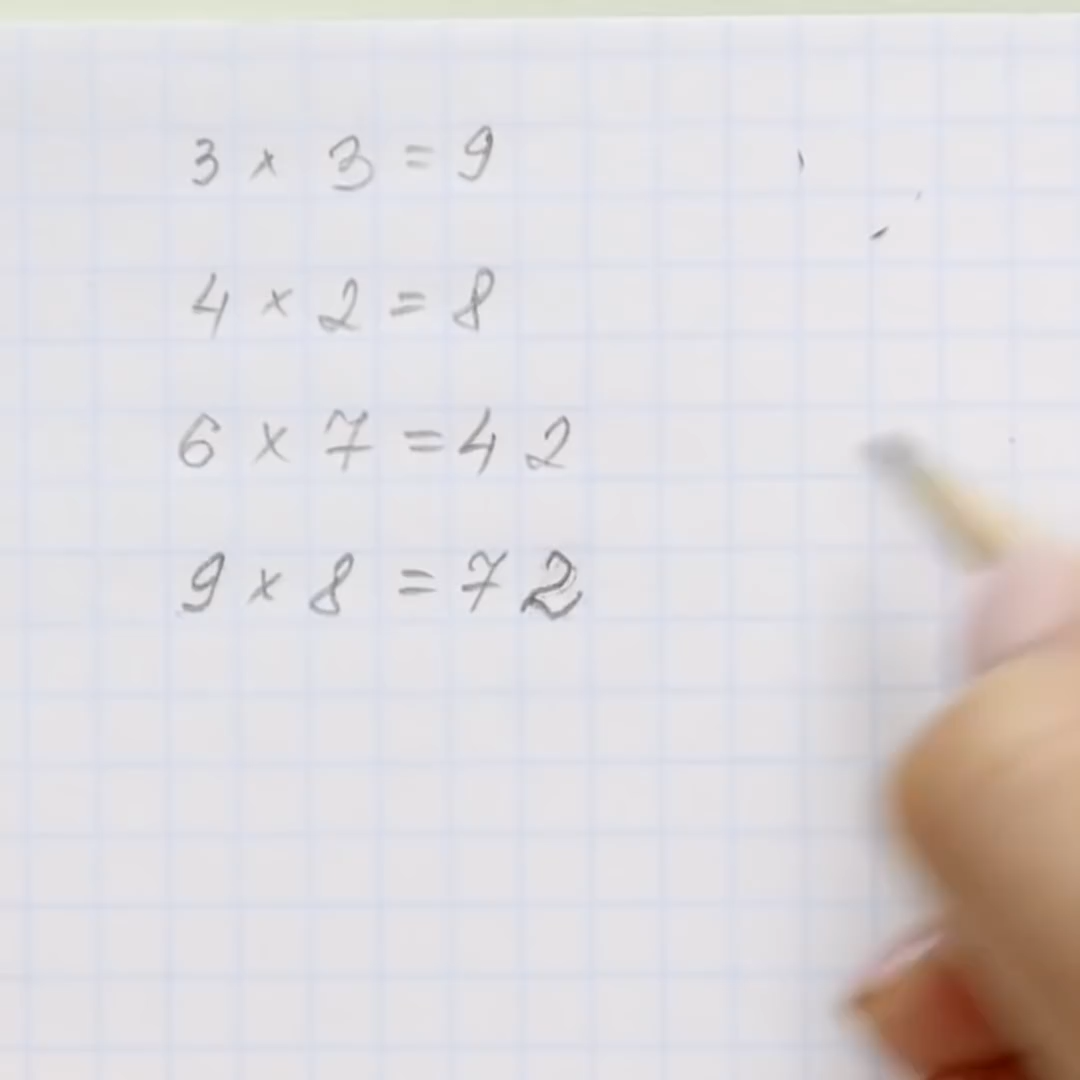 3 × 3 = 9
4 × 2 = 8
6 × 7 = 42
9 × 8 = 72